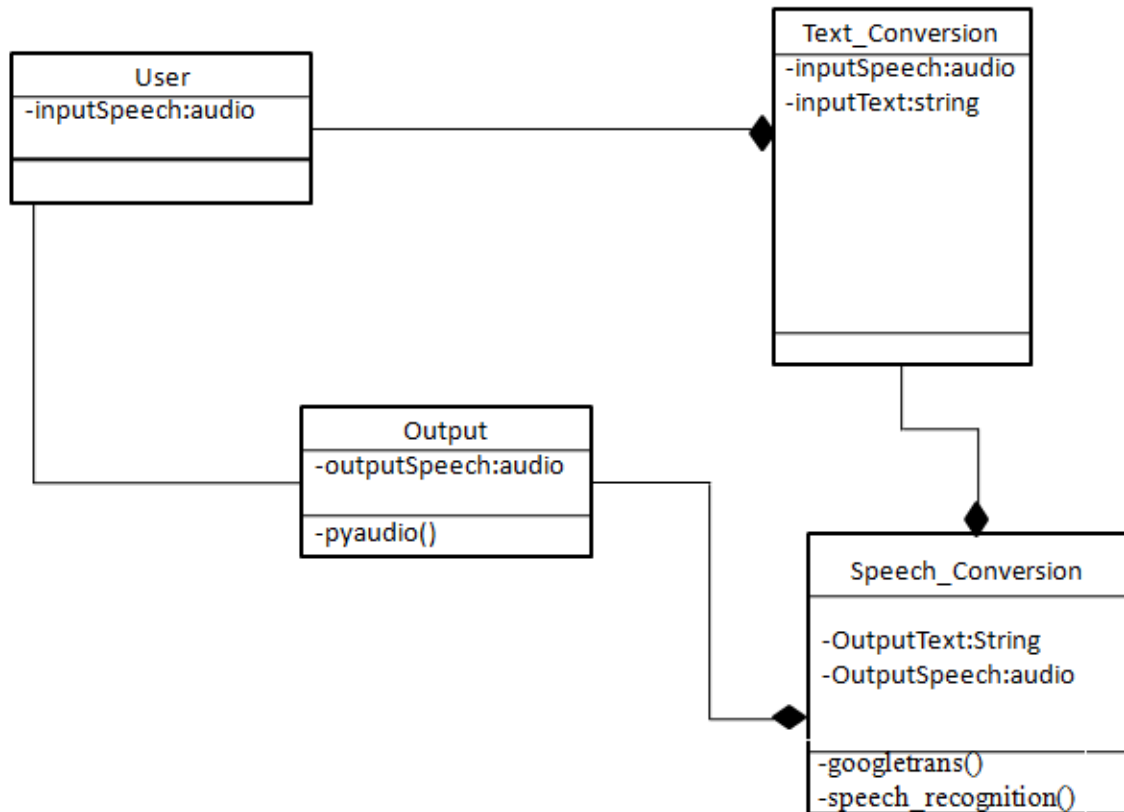 User
-inputSpeech:audio
Text_Conversion
-inputSpeech:audio
-inputText:string
Output
-outputSpeech:audio
-pyaudio()
Speech_Conversion
-OutputText:String
-OutputSpeech:audio
-googletrans()
-speech_recognition()